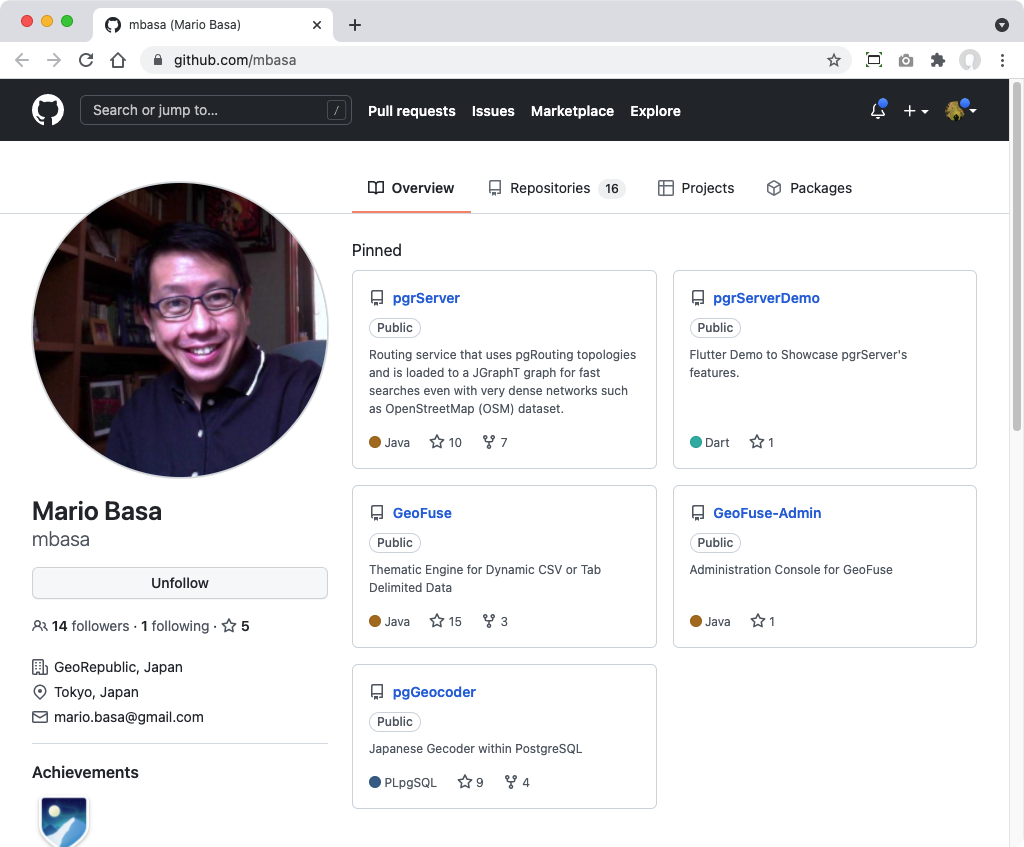 mbasa (Mario Basa)
github.com/mbasa
Search or jump to... /
Pull requests Issues Marketplace Explore
Overview Repositories 16 Projects Packages
Mario Basa
mbasa
Unfollow
14 followers · 1 following · 5
GeoRepublic, Japan
Tokyo, Japan
mario.basa@gmail.com
Achievements
Pinned
pgrServer
Public
Routing service that uses pgRouting topologies
and is loaded to a JGraphT graph for fast
searches even with very dense networks such
as OpenStreetMap (OSM) dataset.
Java 10 7
pgrServerDemo
Public
Flutter Demo to Showcase pgrServer's
features.
Dart 1
GeoFuse
Public
Thematic Engine for Dynamic CSV or Tab
Delimited Data
Java 15 3
GeoFuse-Admin
Public
Administration Console for GeoFuse
Java 1
pgGeocoder
Public
Japanese Gecoder within PostgreSQL
PLpgSQL 9 4